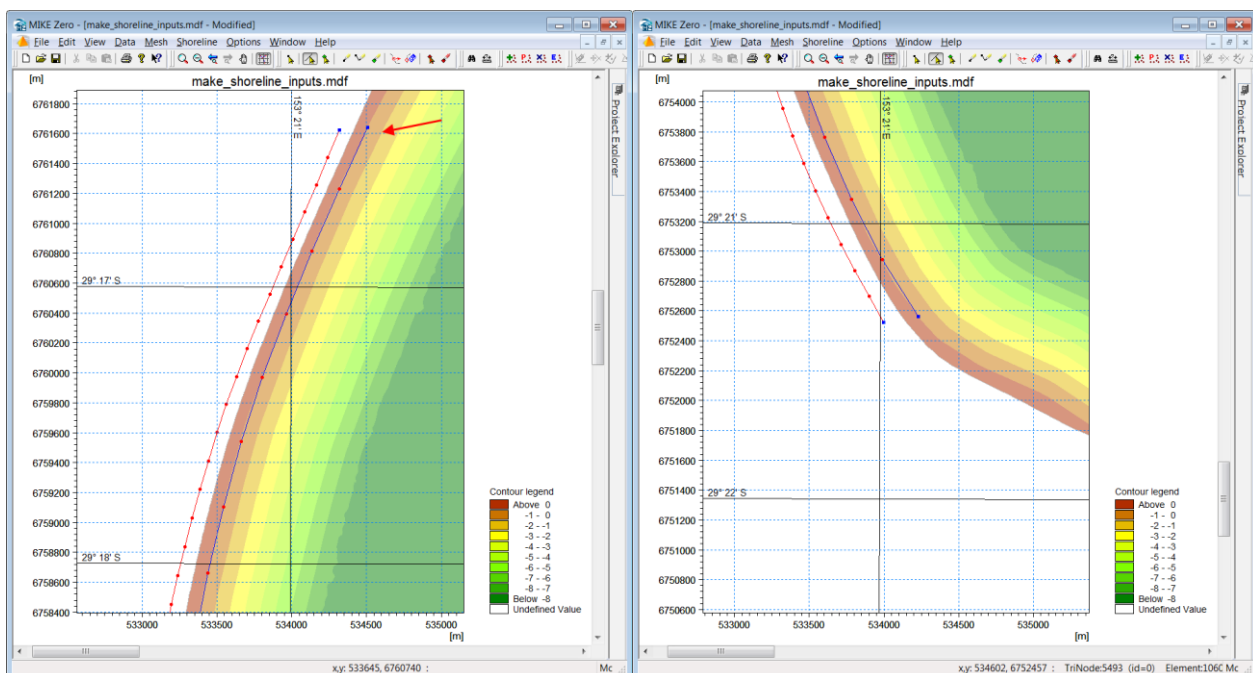 MIKE Zero - [make_shoreline_inputs.mdf - Modified]
File Edit View Data Mesh Shoreline Options Window Help
[m]
make_shoreline_inputs.mdf
6761800
6761600
6761400
6761200
6761000
6760800
6760600
6760400
6760200
6760000
6759800
6759600
6759400
6759200
6759000
6758800
6758600
6758400
153° 21' E
29° 17' S
29° 18' S
533000
533500
534000
534500
535000
[m]
Contour legend
Above 0
-1 - 0
-2 - -1
-3 - -2
-4 - -3
-5 - -4
-6 - -5
-7 - -6
-8 - -7
Below -8
Undefined Value
Project Explorer
x,y: 533645, 6760740 :
Mc
MIKE Zero - [make_shoreline_inputs.mdf - Modified]
File Edit View Data Mesh Shoreline Options Window Help
[m]
make_shoreline_inputs.mdf
6754000
6753800
6753600
6753400
6753200
6753000
6752800
6752600
6752400
6752200
6752000
6751800
6751600
6751400
6751200
6751000
6750800
6750600
153° 21' E
29° 21' S
29° 22' S
533000
533500
534000
534500
535000
[m]
Contour legend
Above 0
-1 - 0
-2 - -1
-3 - -2
-4 - -3
-5 - -4
-6 - -5
-7 - -6
-8 - -7
Below -8
Undefined Value
Project Explorer
x,y: 534602, 6752457 : TriNode:5493 (id=0) Element:1060 Mc